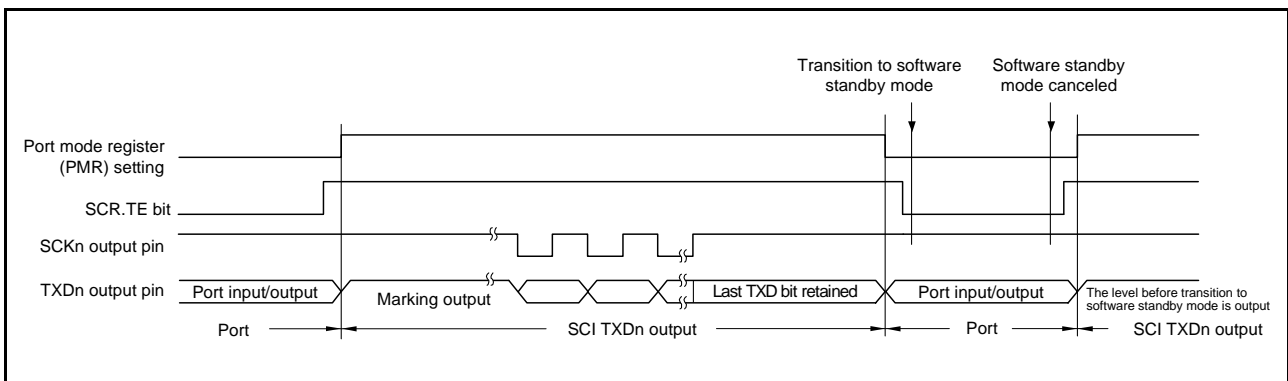 Transition to software
standby mode
Software standby
mode canceled
Port mode register
(PMR) setting
SCR.TE bit
SCKn output pin
TXDn output pin
Port input/output
Marking output
Last TXD bit retained
Port input/output
The level before transition to
software standby mode is output
Port
SCI TXDn output
Port
SCI TXDn output